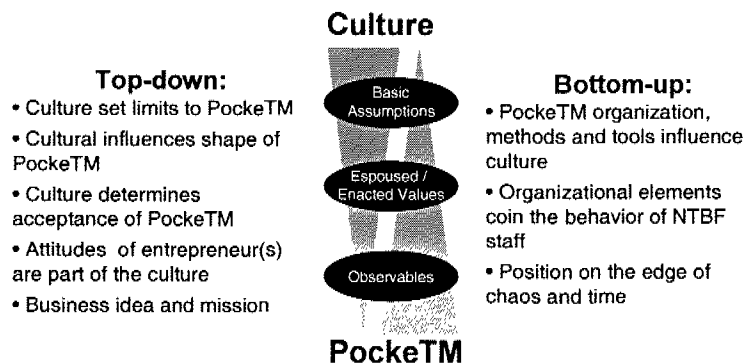 Culture
Top-down:
• Culture set limits to PockeTM
• Cultural influences shape of
PockeTM
• Culture determines
acceptance of PockeTM
• Attitudes of entrepreneur(s)
are part of the culture
• Business idea and mission
Basic
Assumptions
Espoused /
Enacted Values
Observables
Bottom-up:
• PockeTM organization,
methods and tools influence
culture
• Organizational elements
coin the behavior of NTBF
staff
• Position on the edge of
chaos and time
PockeTM